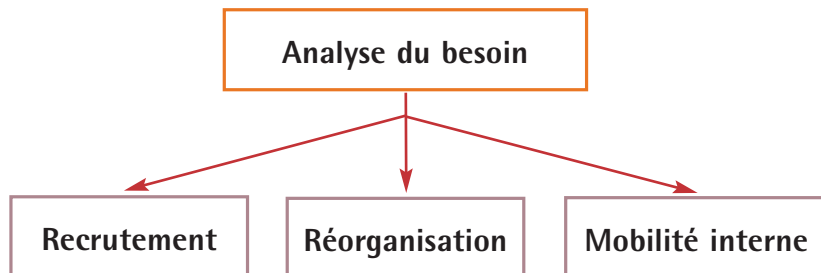 Analyse du besoin
Recrutement
Réorganisation
Mobilité interne